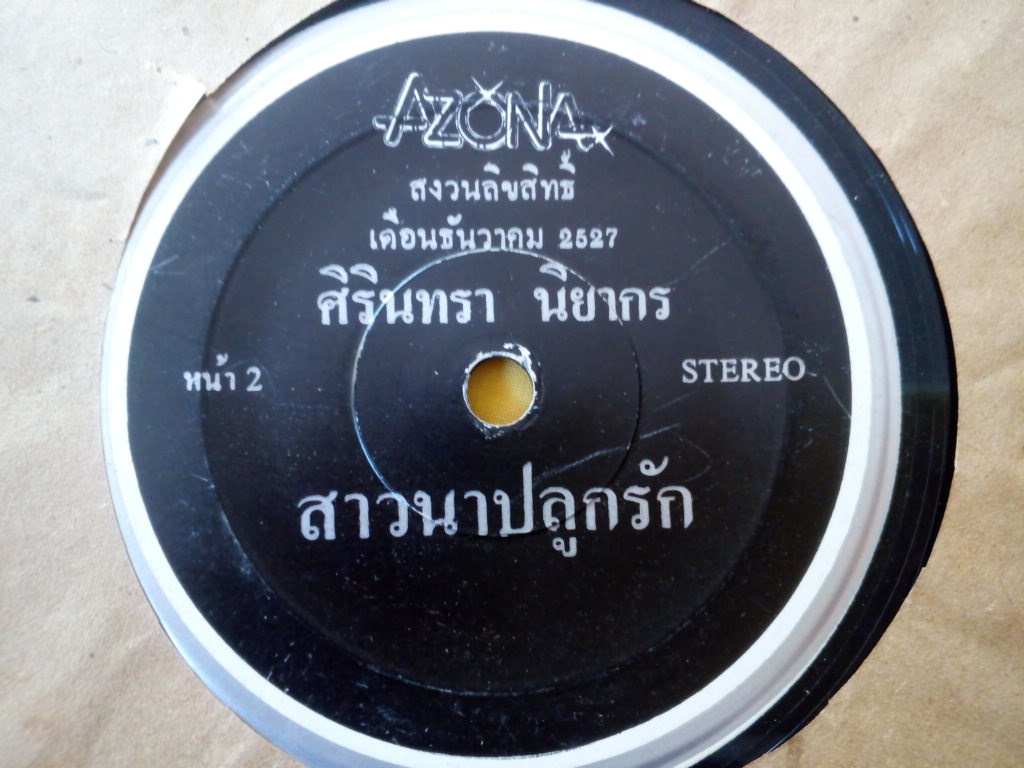 AZONA
สงวนลิขสิทธิ์
เดือนธันวาคม 2527
ศิรินทรา นิยากร
หน้า 2
STEREO
สาวนาปลูกรัก